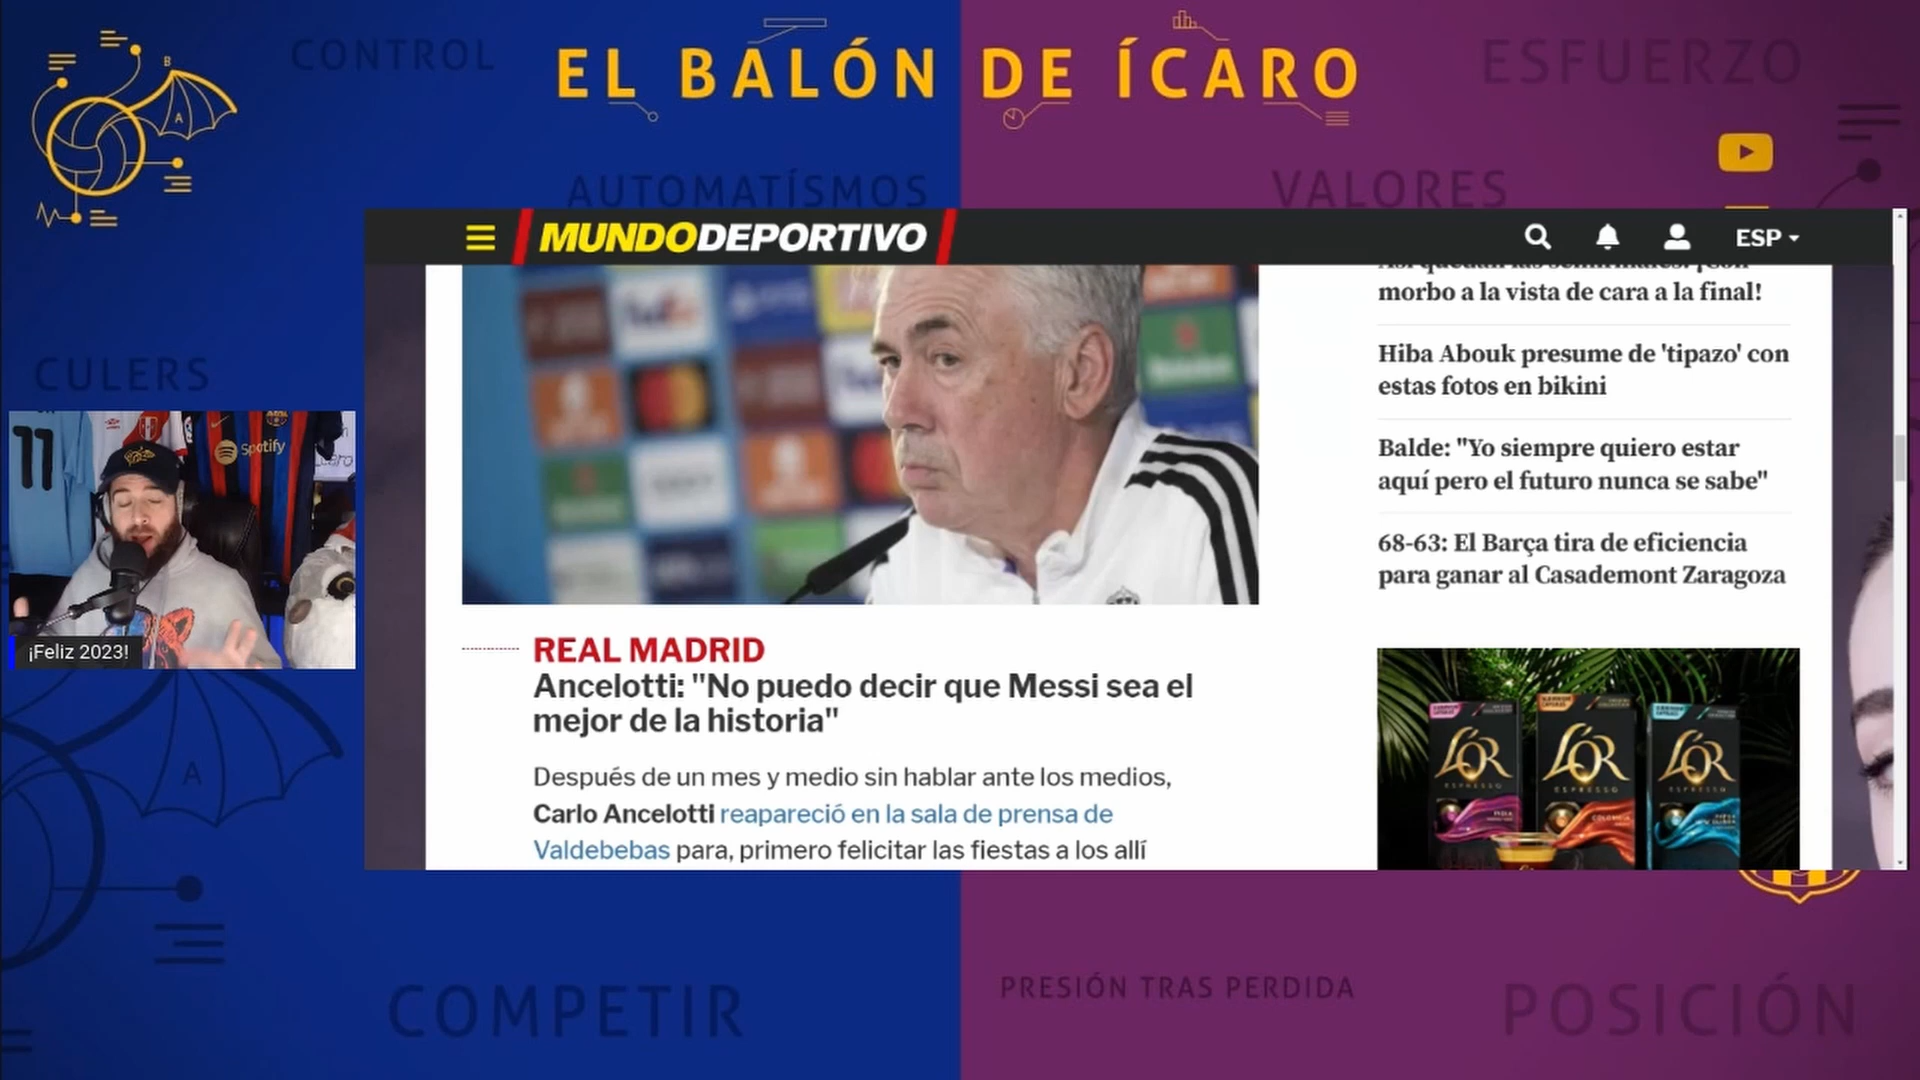 CONTROL
EL BALÓN DE ÍCARO
ESFUERZO
B
A
AUTOMATÍSMOS
VALORES
MUNDODEPORTIVO
ESP
morbo a la vista de cara a la final!
CULERS
Hiba Abouk presume de 'tipazo' con
estas fotos en bikini
11
Spotify
Balde: "Yo siempre quiero estar
aquí pero el futuro nunca se sabe"
68-63: El Barça tira de eficiencia
para ganar al Casademont Zaragoza
¡Feliz 2023!
REAL MADRID
Ancelotti: "No puedo decir que Messi sea el
mejor de la historia"
Después de un mes y medio sin hablar ante los medios,
Carlo Ancelotti reapareció en la sala de prensa de
Valdebebas para, primero felicitar las fiestas a los allí
L'OR
ESPRESSO
L'OR
ESPRESSO
L'OR
ESPRESSO
A
COMPETIR
PRESIÓN TRAS PERDIDA
POSICIÓN